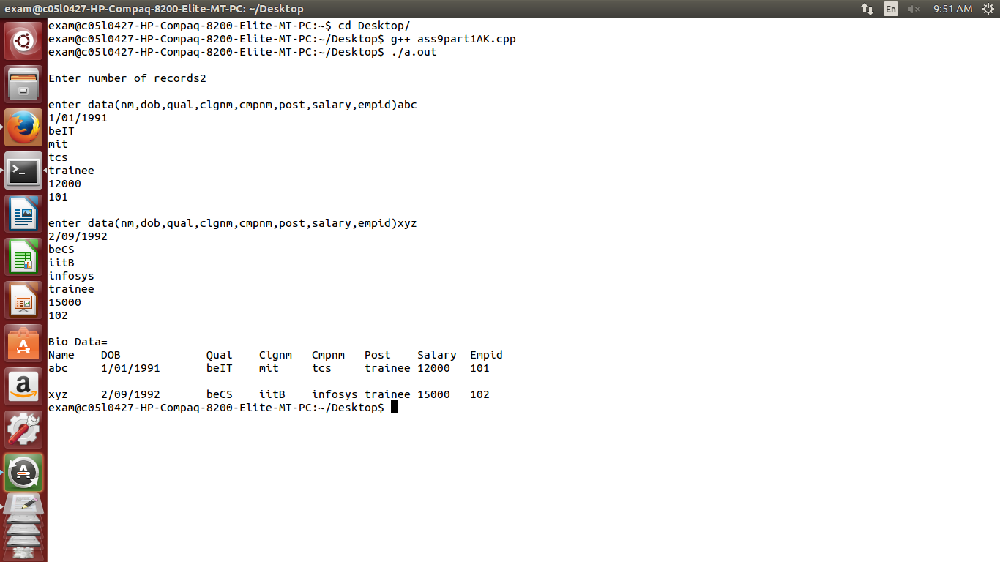 exam@c05l0427-HP-Compaq-8200-Elite-MT-PC: ~/Desktop
En
9:51 AM
exam@c05l0427-HP-Compaq-8200-Elite-MT-PC:~$ cd Desktop/
exam@c05l0427-HP-Compaq-8200-Elite-MT-PC:~/Desktop$ g++ ass9part1AK.cpp
exam@c05l0427-HP-Compaq-8200-Elite-MT-PC:~/Desktop$ ./a.out
Enter number of records2
enter data(nm,dob,qual,clgnm,cmpnm,post,salary,empid)abc
1/01/1991
beIT
mit
tcs
trainee
12000
101
enter data(nm,dob,qual,clgnm,cmpnm,post,salary,empid)xyz
2/09/1992
beCS
iitB
infosys
trainee
15000
102
Bio Data=
Name DOB Qual Clgnm Cmpnm Post Salary Empid
abc 1/01/1991 beIT mit tcs trainee 12000 101
xyz 2/09/1992 beCS iitB infosys trainee 15000 102
exam@c05l0427-HP-Compaq-8200-Elite-MT-PC:~/Desktop$